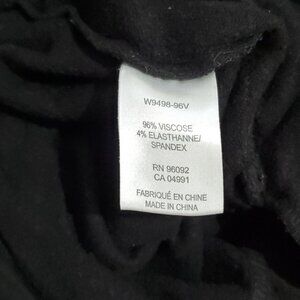 W9498-96V
96% VISCOSE
4% ELASTHANNE/
SPANDEX
RN 96092
CA 04991
FABRIQUÉ EN CHINE
MADE IN CHINA